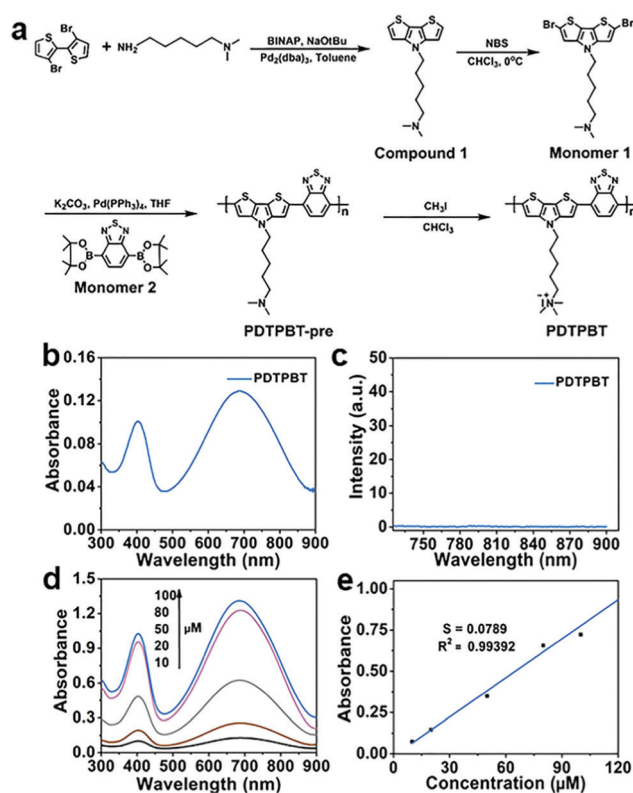 a
Br
S
S
Br
+
NH2
N
BINAP, NaOtBu
Pd2(dba)3, Toluene
S
S
N
N
Compound 1
NBS
CHCl3, 0°C
Br
S
S
Br
N
N
Monomer 1
K2CO3, Pd(PPh3)4, THF
N S N
O
B
O
O
B
O
Monomer 2
S
S
N
N S N
n
N
PDTPBT-pre
CH3I
CHCl3
S
S
N
N S N
n
I
− +
N
PDTPBT
b
Absorbance
0.16
0.12
0.08
0.04
0.00
PDTPBT
300 400 500 600 700 800 900
Wavelength (nm)
c
Intensity (a.u.)
50
40
30
20
10
0
PDTPBT
750 780 810 840 870 900
Wavelength (nm)
d
Absorbance
1.5
1.2
0.9
0.6
0.3
0.0
100
80
50
20
10
µM
300 400 500 600 700 800 900
Wavelength (nm)
e
Absorbance
1.00
0.75
0.50
0.25
0.00
S = 0.0789
R2 = 0.99392
0 40 80 120
Concentration (µM)